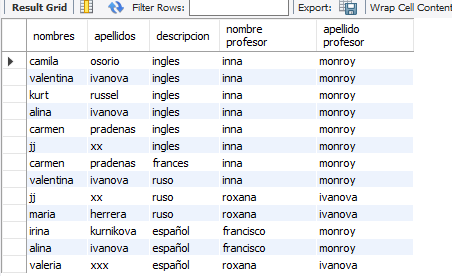 Result Grid Filter Rows: Export: Wrap Cell Content
nombres apellidos descripcion nombre profesor apellido profesor
camila osorio ingles inna monroy
valentina ivanova ingles inna monroy
kurt russel ingles inna monroy
alina ivanova ingles inna monroy
carmen pradenas ingles inna monroy
jj xx ingles inna monroy
carmen pradenas frances inna monroy
valentina ivanova ruso inna monroy
jj xx ruso roxana ivanova
maria herrera ruso roxana ivanova
irina kurnikova español francisco monroy
alina ivanova español francisco monroy
valeria xxx español roxana ivanova